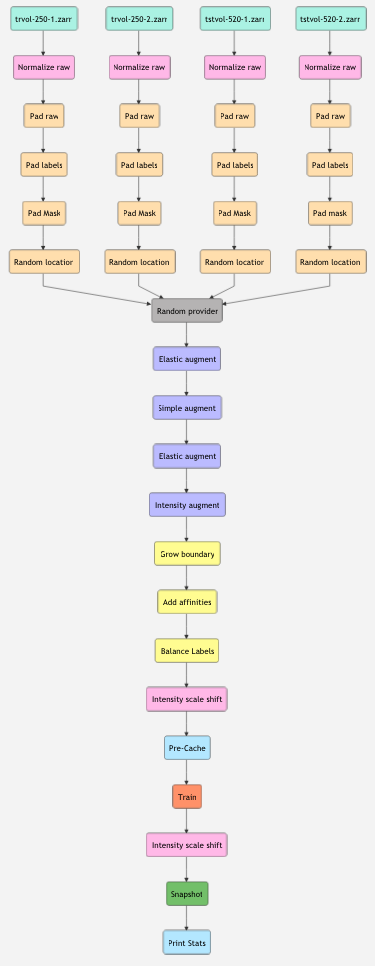 trvol-250-1.zarr
trvol-250-2.zarr
tstvol-520-1.zarr
tstvol-520-2.zarr
Normalize raw
Normalize raw
Normalize raw
Normalize raw
Pad raw
Pad raw
Pad raw
Pad raw
Pad labels
Pad labels
Pad labels
Pad labels
Pad Mask
Pad Mask
Pad Mask
Pad mask
Random location
Random location
Random location
Random location
Random provider
Elastic augment
Simple augment
Elastic augment
Intensity augment
Grow boundary
Add affinities
Balance Labels
Intensity scale shift
Pre-Cache
Train
Intensity scale shift
Snapshot
Print Stats